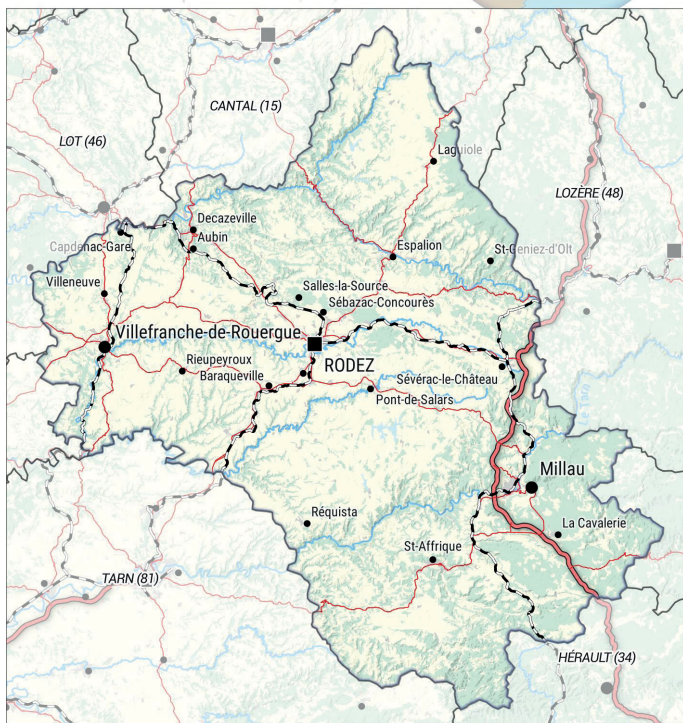 CANTAL (15)
LOT (46)
Laguiole
LOZÈRE (48)
Decazeville
Aubin
Capdenac-Gare
Espalion
St-Geniez-d'Olt
Villeneuve
Salles-la-Source
Sébazac-Concourès
Villefranche-de-Rouergue
Rieupeyroux
RODEZ
Baraqueville
Sévérac-le-Château
Pont-de-Salars
Millau
Réquista
La Cavalerie
St-Affrique
TARN (81)
HÉRAULT (34)